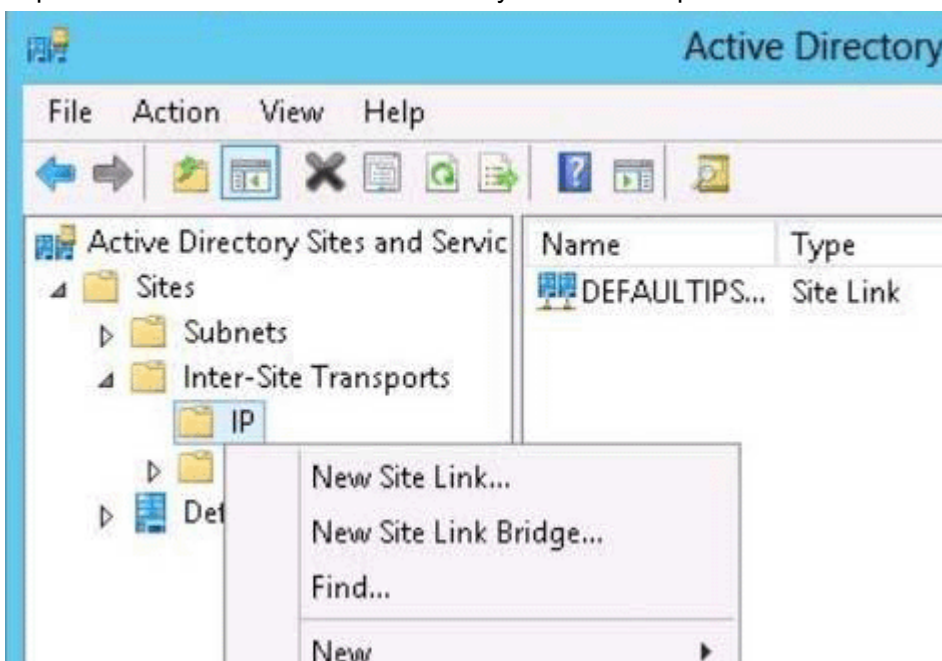 Active Directory
File Action View Help
Active Directory Sites and Servic
Name Type
Sites
DEFAULTIPS... Site Link
Subnets
Inter-Site Transports
IP
New Site Link...
Def
New Site Link Bridge...
Find...
New